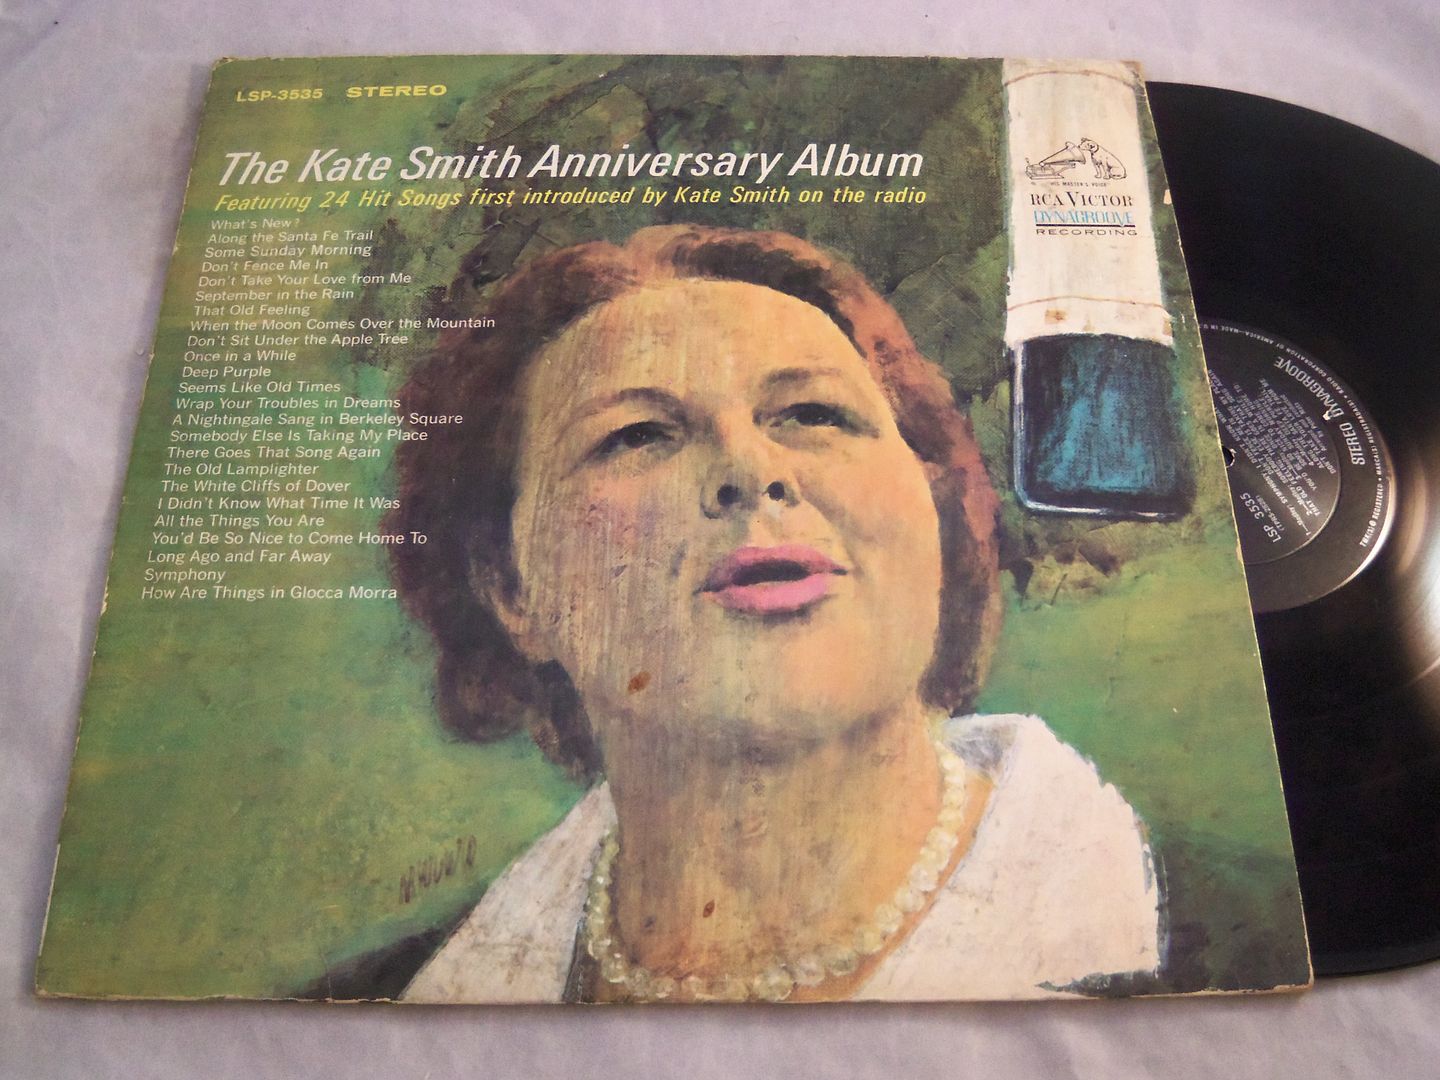 LSP-3535 STEREO
The Kate Smith Anniversary Album
Featuring 24 Hit Songs first introduced by Kate Smith on the radio
What's New?
Along the Santa Fe Trail
Some Sunday Morning
Don't Fence Me In
Don't Take Your Love from Me
September in the Rain
That Old Feeling
When the Moon Comes Over the Mountain
Don't Sit Under the Apple Tree
Once in a While
Deep Purple
Seems Like Old Times
Wrap Your Troubles in Dreams
A Nightingale Sang in Berkeley Square
Somebody Else Is Taking My Place
There Goes That Song Again
The Old Lamplighter
The White Cliffs of Dover
I Didn't Know What Time It Was
All the Things You Are
You'd Be So Nice to Come Home To
Long Ago and Far Away
Symphony
How Are Things in Glocca Morra
"HIS MASTER'S VOICE"
RCA VICTOR
DYNAGROOVE
RECORDING
STEREO DYNAGROOVE
LSP 3535